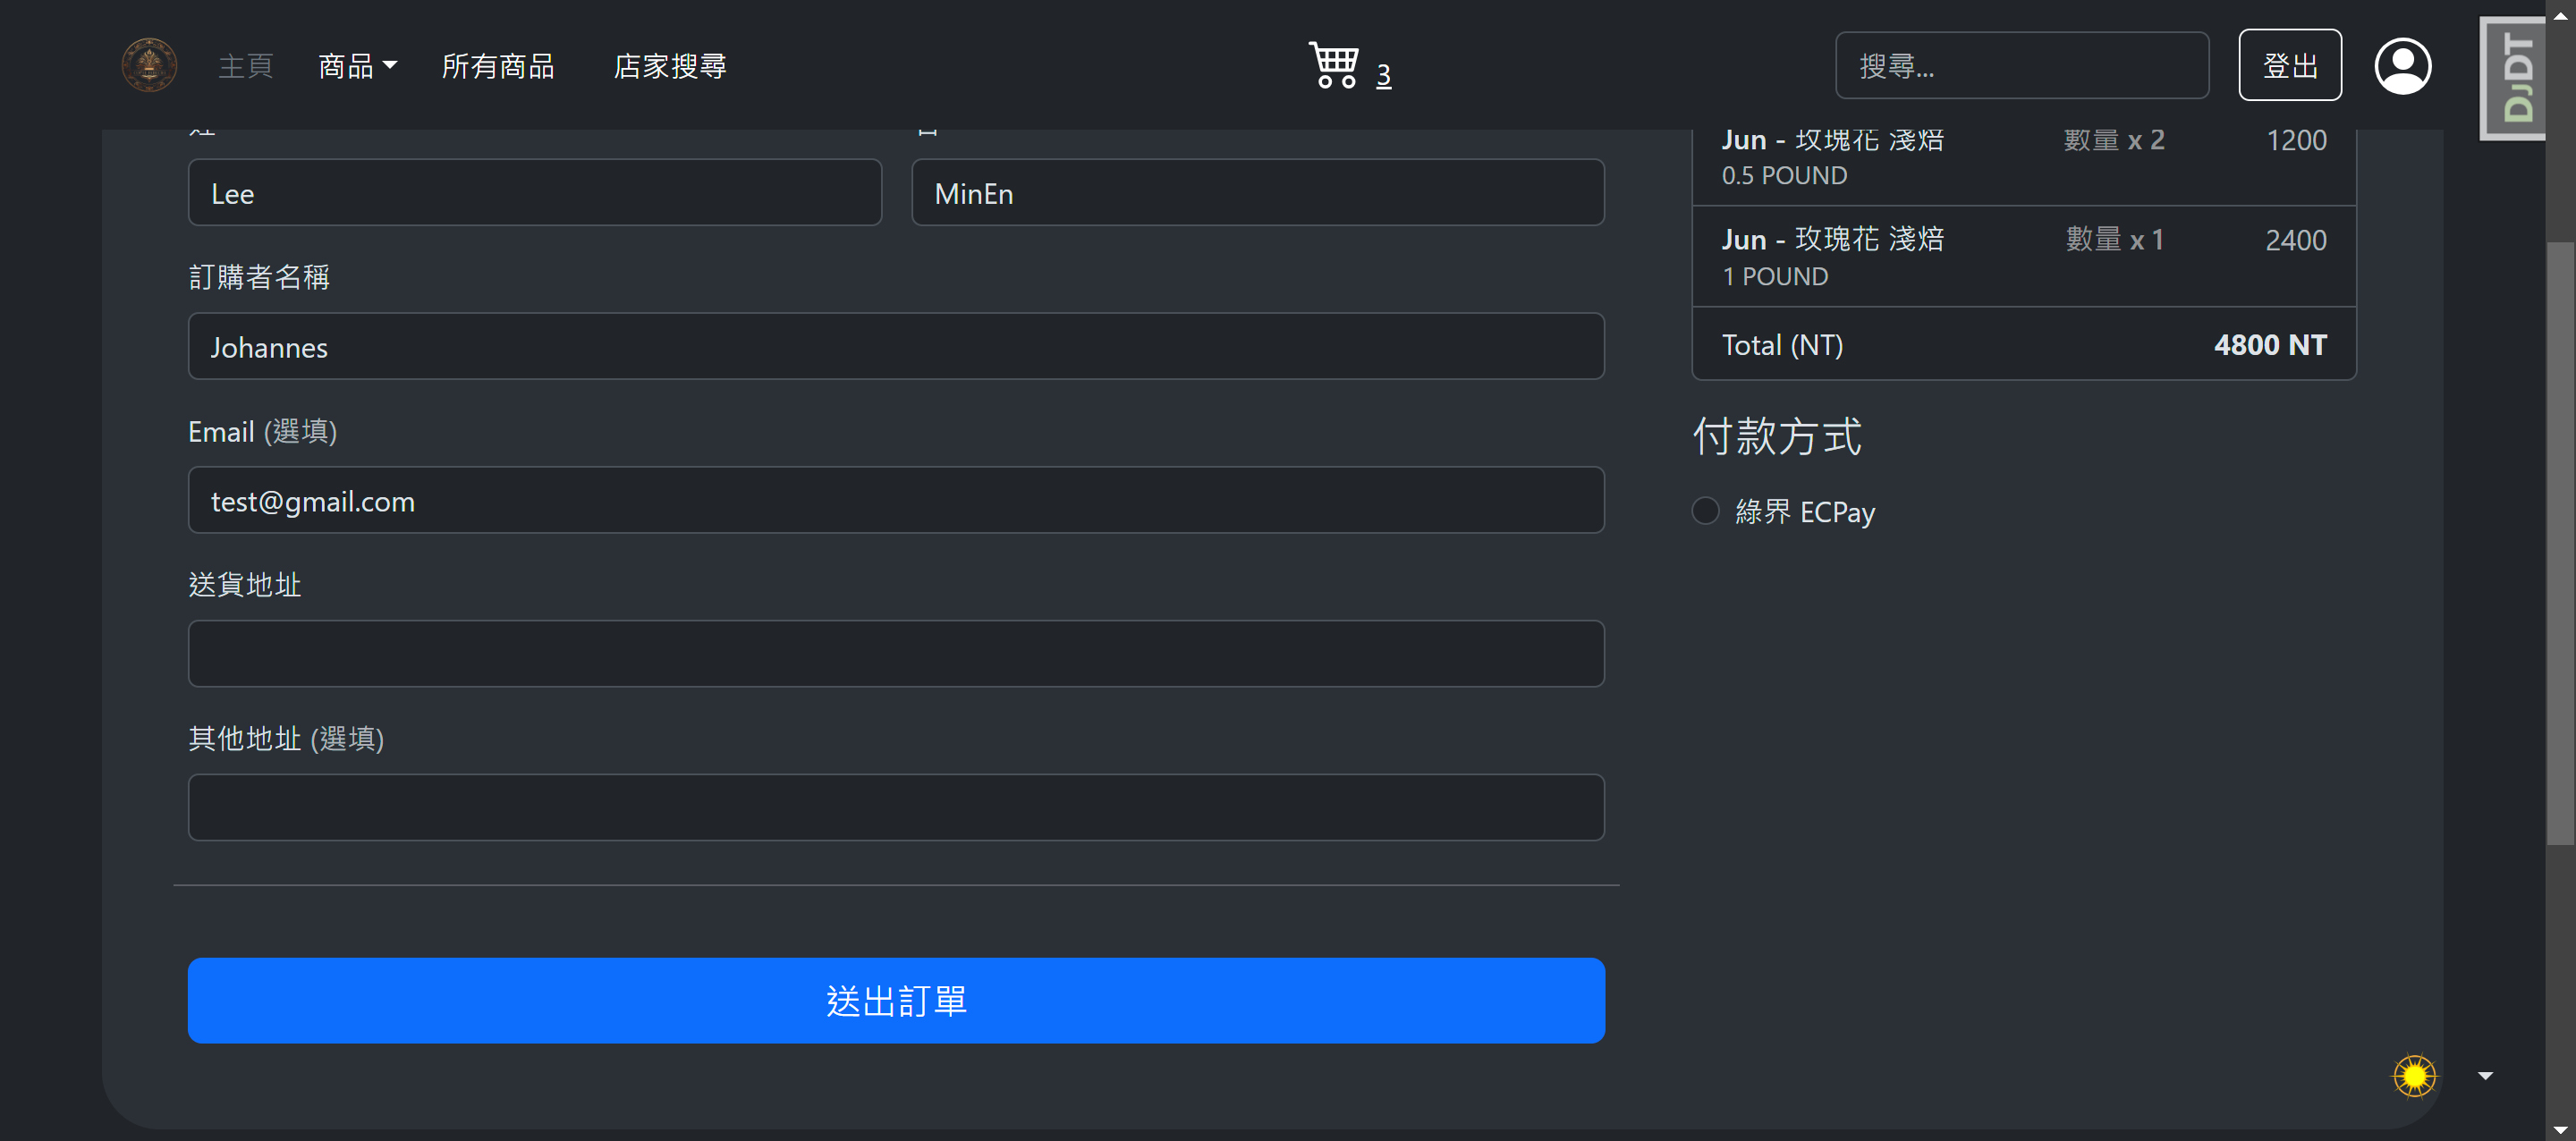 主頁
商品
所有商品
店家搜尋
3
搜尋...
登出
DJDT
Lee
MinEn
訂購者名稱
Johannes
Email (選填)
test@gmail.com
送貨地址
其他地址 (選填)
送出訂單
Jun - 玫瑰花 淺焙 數量 x 2 1200
0.5 POUND
Jun - 玫瑰花 淺焙 數量 x 1 2400
1 POUND
Total (NT) 4800 NT
付款方式
綠界 ECPay